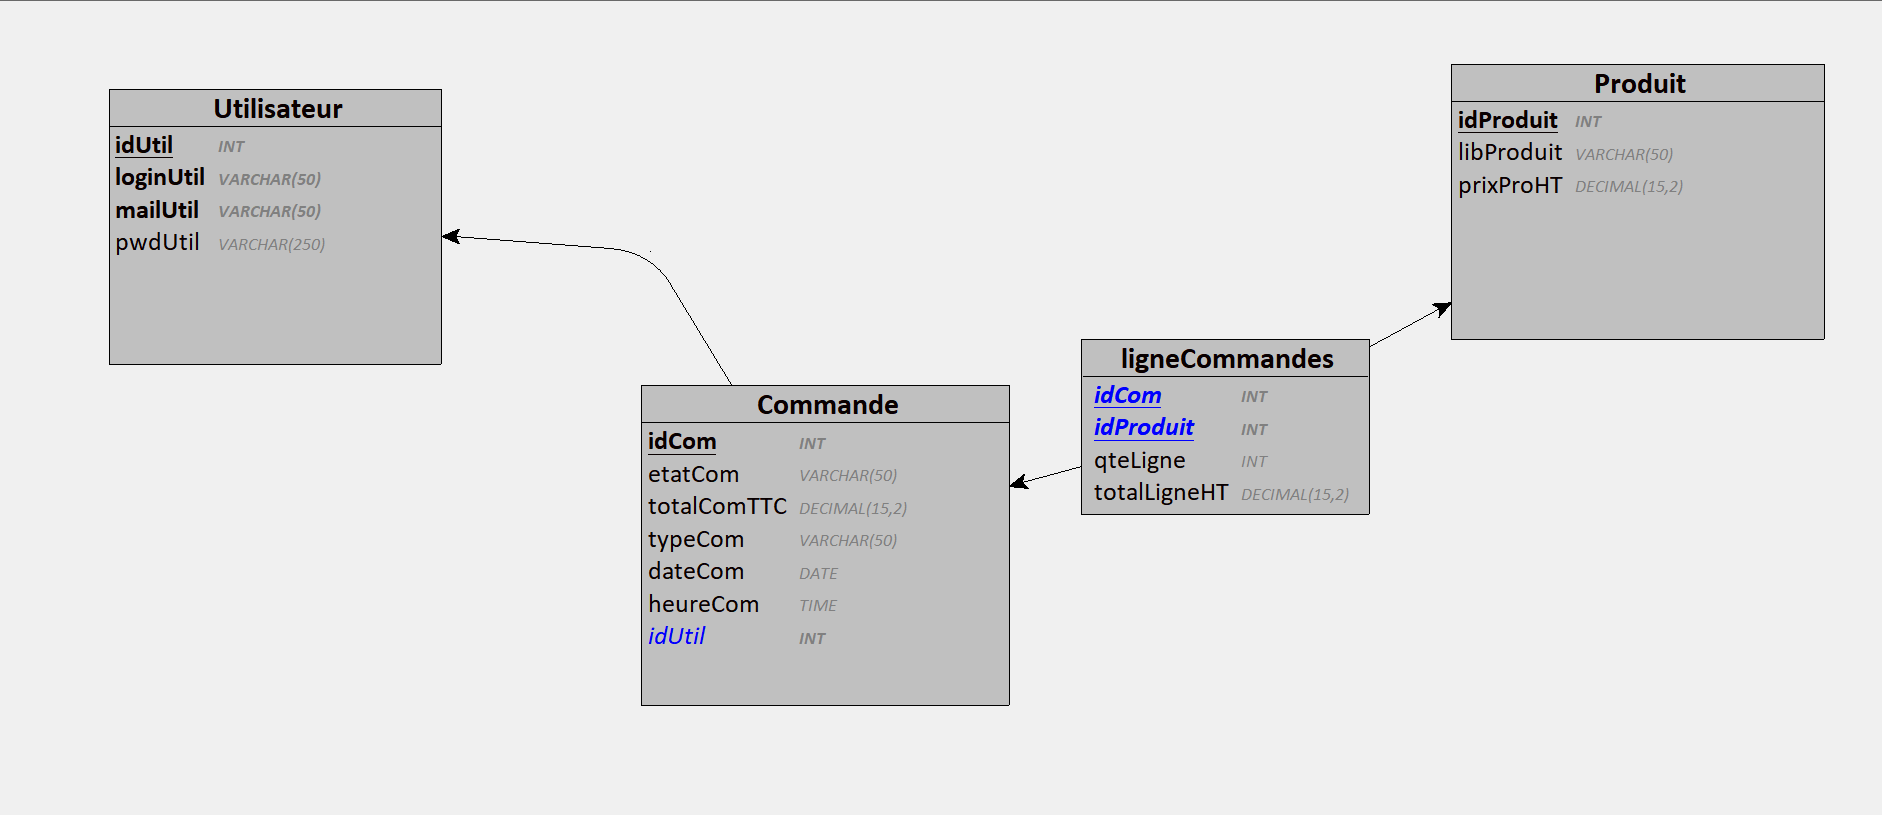 Utilisateur
idUtil INT
loginUtil VARCHAR(50)
mailUtil VARCHAR(50)
pwdUtil VARCHAR(250)
Commande
idCom INT
etatCom VARCHAR(50)
totalComTTC DECIMAL(15,2)
typeCom VARCHAR(50)
dateCom DATE
heureCom TIME
idUtil INT
ligneCommandes
idCom INT
idProduit INT
qteLigne INT
totalLigneHT DECIMAL(15,2)
Produit
idProduit INT
libProduit VARCHAR(50)
prixProHT DECIMAL(15,2)